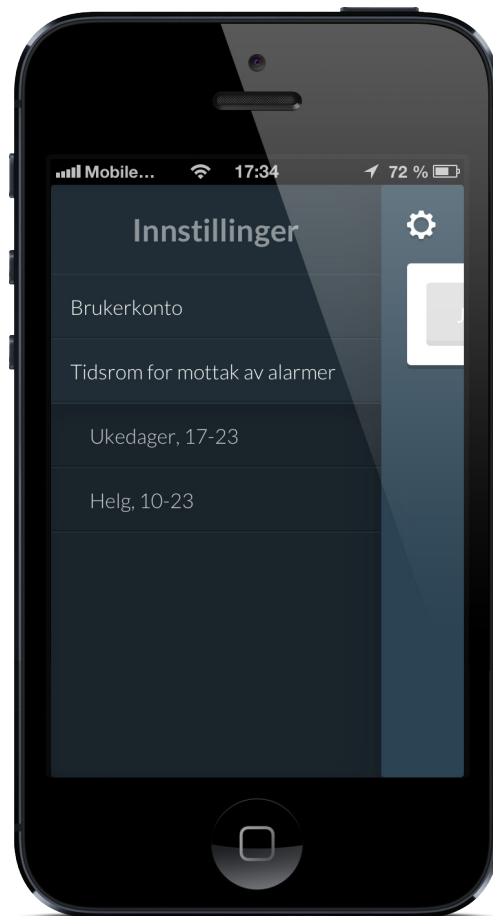 Mobile... 17:34 72 %
Innstillinger
Brukerkonto
Tidsrom for mottak av alarmer
Ukedager, 17-23
Helg, 10-23